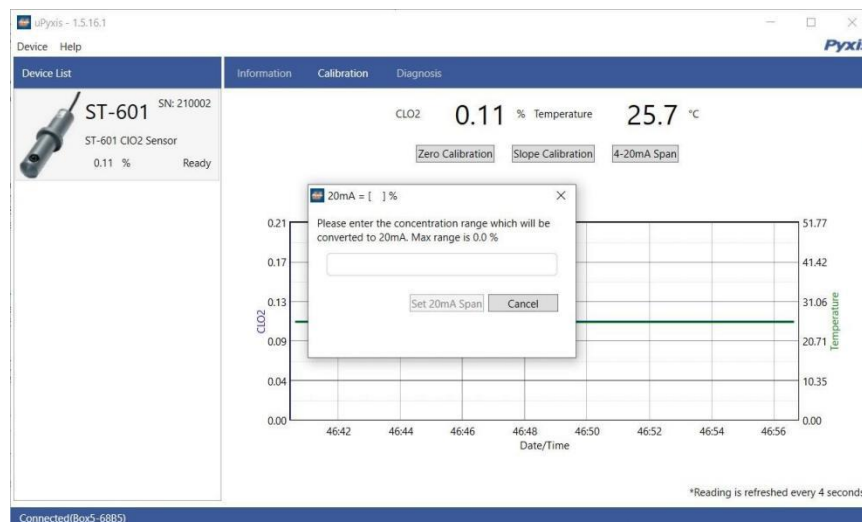 uPyxis - 1.5.16.1
Device Help
Pyxis
Device List
Information Calibration Diagnosis
ST-601 SN: 210002
ST-601 ClO2 Sensor
0.11 % Ready
CLO2 0.11 % Temperature 25.7 °C
Zero Calibration Slope Calibration 4-20mA Span
20mA = [ ] %
Please enter the concentration range which will be
converted to 20mA. Max range is 0.0 %
Set 20mA Span Cancel
0.21
0.17
0.13
0.09
0.04
0.00
CLO2
51.77
41.42
31.06
20.71
10.35
0.00
Temperature
46:42 46:44 46:46 46:48 46:50 46:52 46:54 46:56
Date/Time
*Reading is refreshed every 4 seconds
Connected(Box5-68B5)